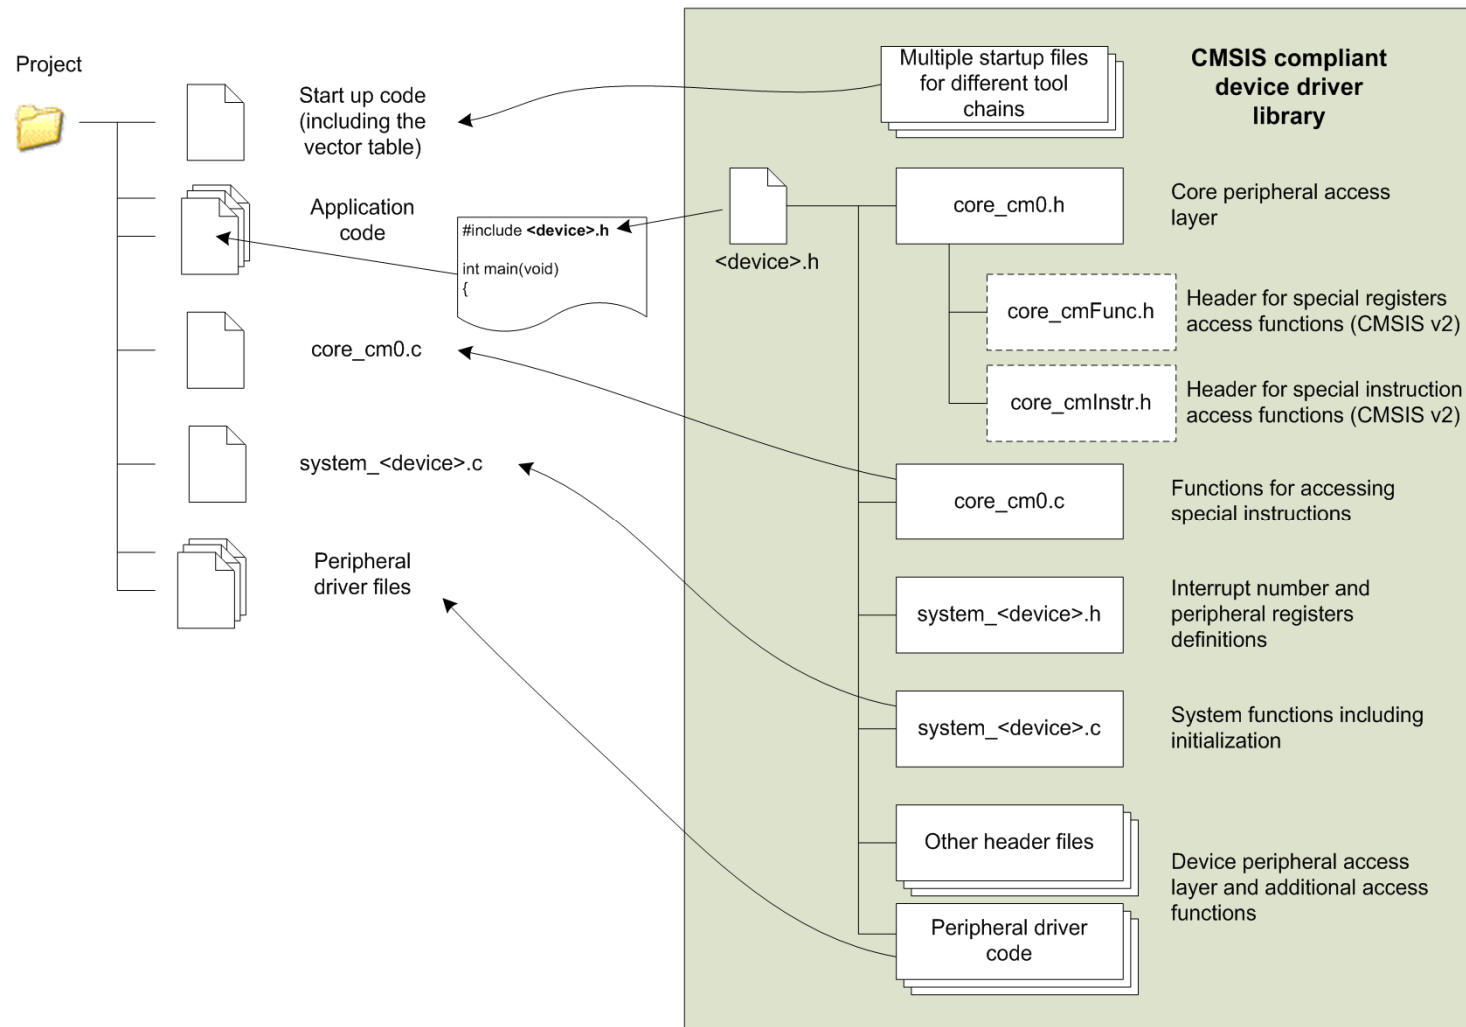 Project
Start up code
(including the
vector table)
Application
code
#include <device>.h
int main(void)
{
core_cm0.c
system_<device>.c
Peripheral
driver files
CMSIS compliant
device driver
library
Multiple startup files
for different tool
chains
<device>.h
core_cm0.h
Core peripheral access
layer
core_cmFunc.h
Header for special registers
access functions (CMSIS v2)
core_cmInstr.h
Header for special instruction
access functions (CMSIS v2)
core_cm0.c
Functions for accessing
special instructions
system_<device>.h
Interrupt number and
peripheral registers
definitions
system_<device>.c
System functions including
initialization
Other header files
Device peripheral access
layer and additional access
functions
Peripheral driver
code